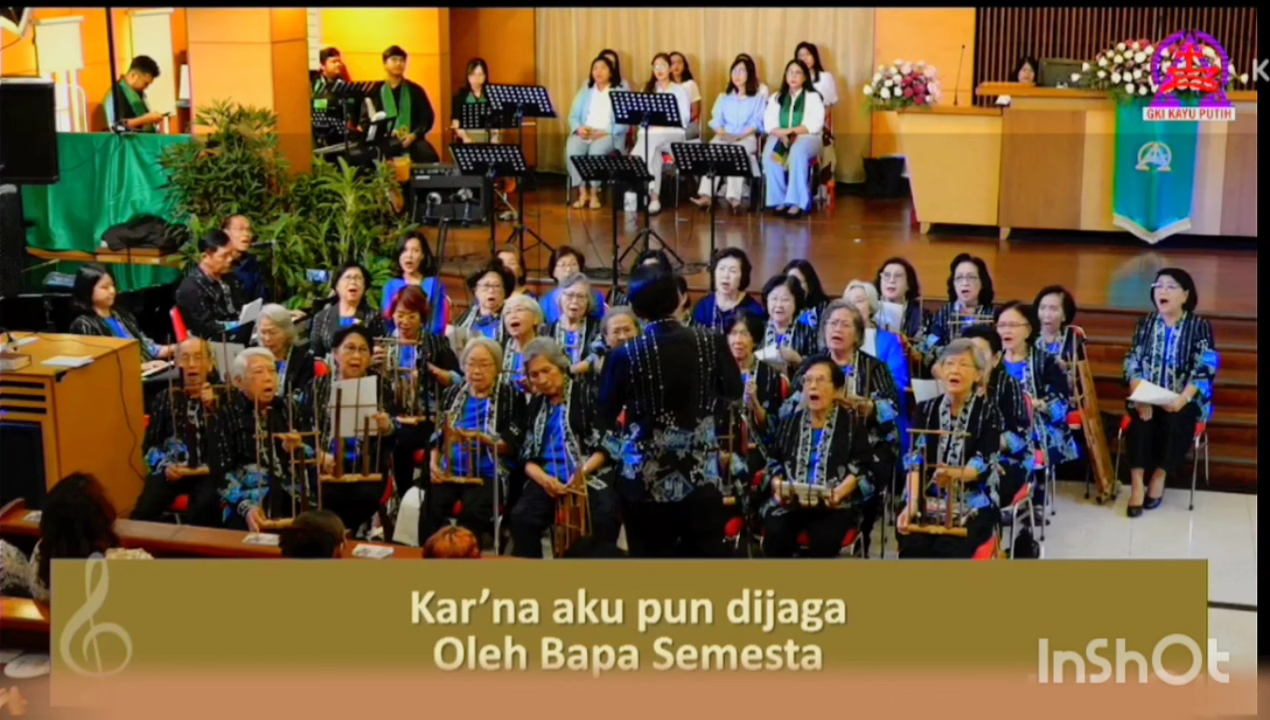 K
GKI KAYU PUTIH
Kar’na aku pun dijaga
Oleh Bapa Semesta
InShOt